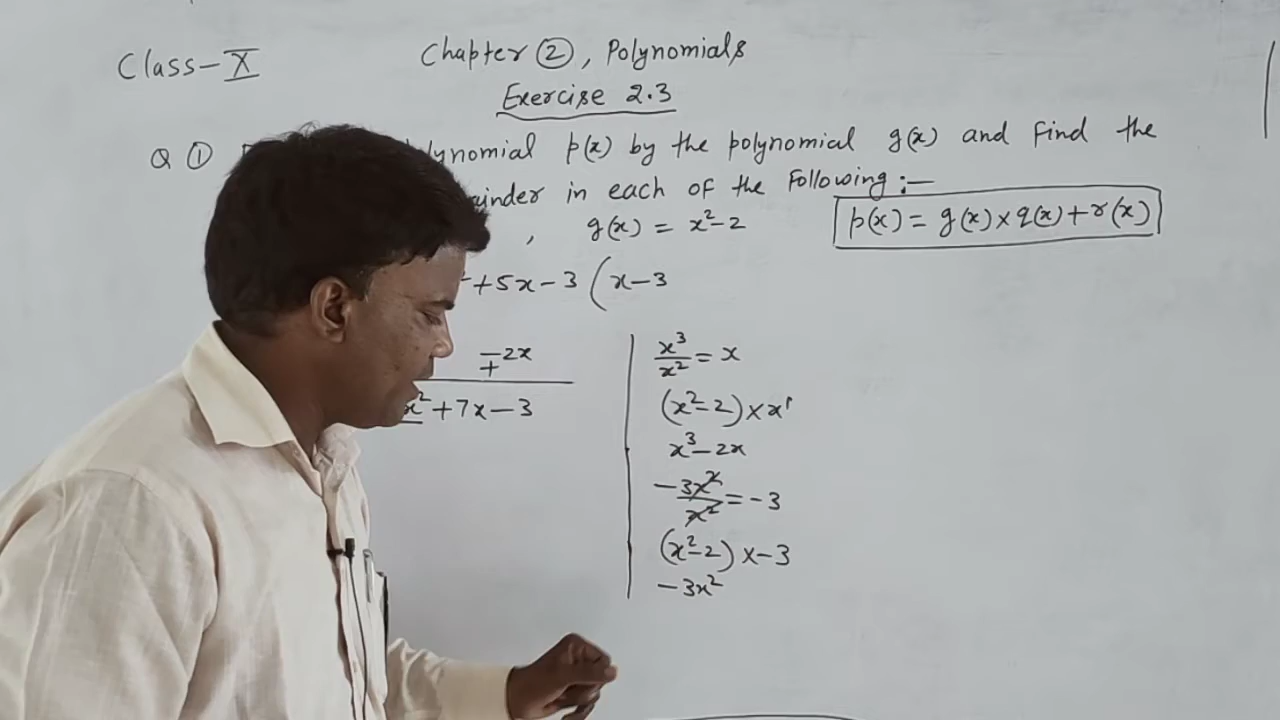 Class-X
Chapter ②, Polynomials
Exercise 2.3
Q ① p(x) by the polynomial g(x) and Find the
in each of the Following :—
, g(x) = x²-2
p(x) = g(x)×q(x)+r(x)
+5x-3 ( x-3
∓2x
x²+7x-3
x³/x² = x
(x²-2)×x
x³-2x
-3x²/x² = -3
(x²-2)×-3
-3x²